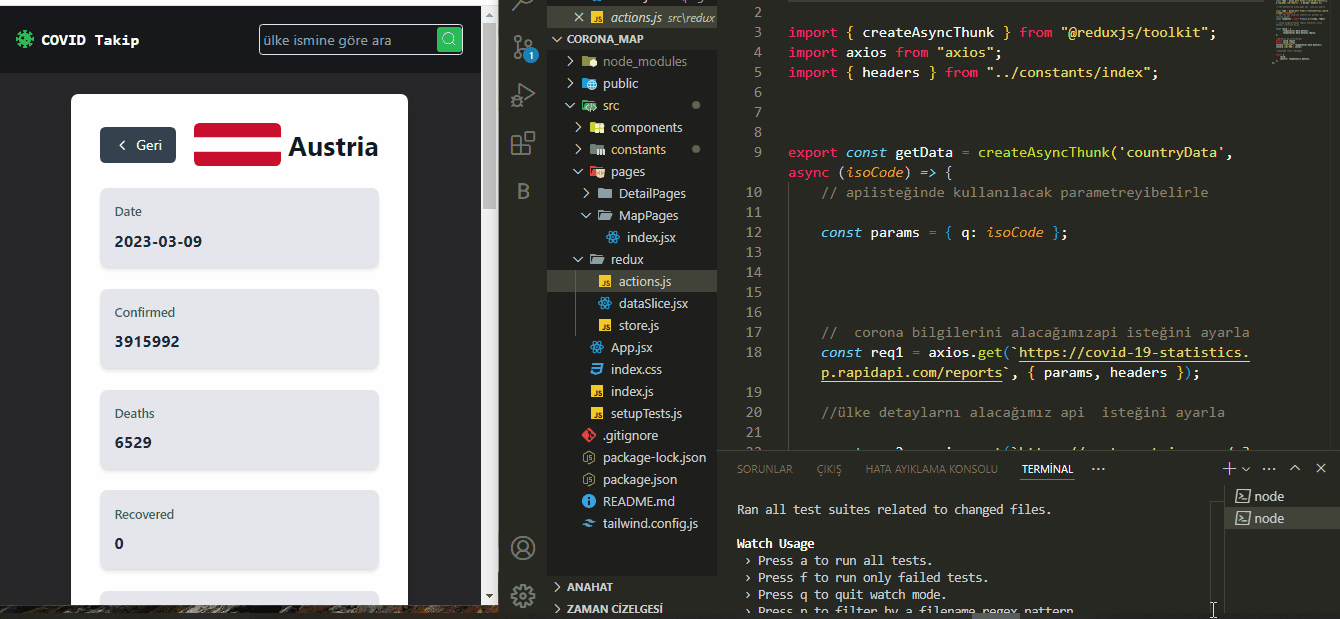 COVID Takip
ülke ismine göre ara
Geri
Austria
Date
2023-03-09
Confirmed
3915992
Deaths
6529
Recovered
0
1
B
JS actions.js src\redux
CORONA_MAP
node_modules
public
src
components
constants
pages
DetailPages
MapPages
index.jsx
redux
JS actions.js
dataSlice.jsx
JS store.js
App.jsx
index.css
JS index.js
JS setupTests.js
.gitignore
package-lock.json
package.json
README.md
tailwind.config.js
ANAHAT
ZAMAN ÇİZELGESİ
2
3 import { createAsyncThunk } from "@reduxjs/toolkit";
4 import axios from "axios";
5 import { headers } from "../constants/index";
6
7
8
9 export const getData = createAsyncThunk('countryData',
async (isoCode) => {
10 // apiisteğinde kullanılacak parametreyibelirle
11
12 const params = { q: isoCode };
13
14
15
16
17 // corona bilgilerini alacağımızapi isteğini ayarla
18 const req1 = axios.get(`https://covid-19-statistics.
p.rapidapi.com/reports`, { params, headers });
19
20 //ülke detaylarnı alacağımız api isteğini ayarla
21
SORUNLAR ÇIKIŞ HATA AYIKLAMA KONSOLU TERMİNAL ···
Ran all test suites related to changed files.
Watch Usage
› Press a to run all tests.
› Press f to run only failed tests.
› Press q to quit watch mode.
› Press p to filter by a filename regex pattern
node
node